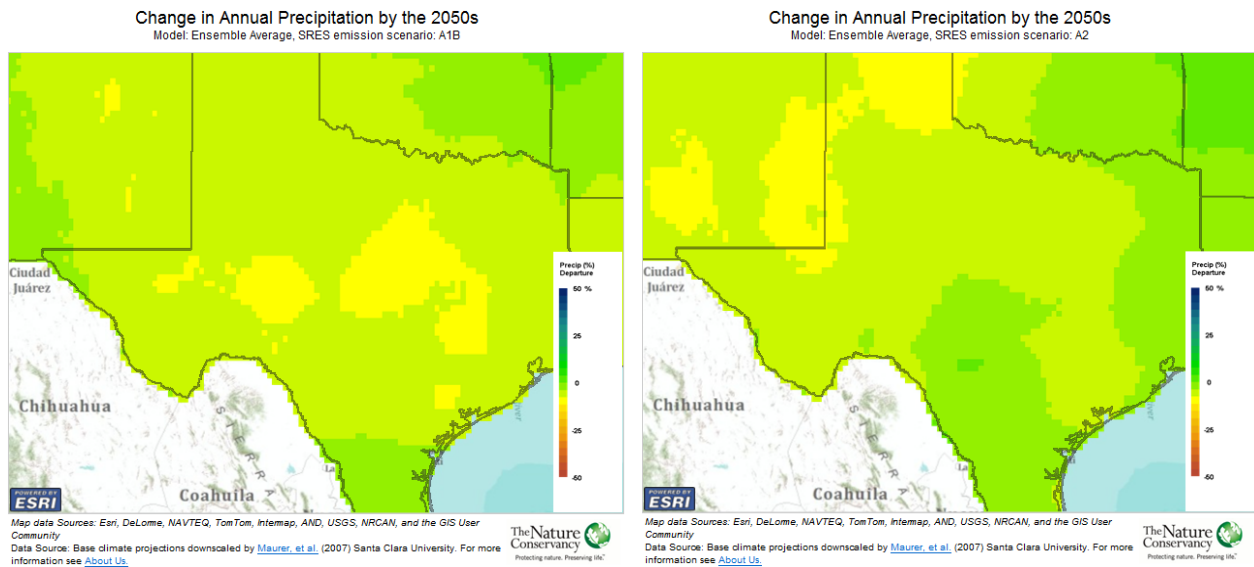 Change in Annual Precipitation by the 2050s
Model: Ensemble Average, SRES emission scenario: A1B
Ciudad
Juárez
Chihuahua
SIERRA
La
Coahuila
Precip (%)
Departure
50 %
25
0
-25
-50
POWERED BY
ESRI
Map data Sources: Esri, DeLorme, NAVTEQ, TomTom, Intermap, AND, USGS, NRCAN, and the GIS User
Community
Data Source: Base climate projections downscaled by Maurer, et al. (2007) Santa Clara University. For more
information see About Us.
The Nature
Conservancy
Protecting nature. Preserving life.™
Change in Annual Precipitation by the 2050s
Model: Ensemble Average, SRES emission scenario: A2
Ciudad
Juárez
Chihuahua
SIERRA
La
Coahuila
Precip (%)
Departure
50 %
25
0
-25
-50
POWERED BY
ESRI
Map data Sources: Esri, DeLorme, NAVTEQ, TomTom, Intermap, AND, USGS, NRCAN, and the GIS User
Community
Data Source: Base climate projections downscaled by Maurer, et al. (2007) Santa Clara University. For more
information see About Us.
The Nature
Conservancy
Protecting nature. Preserving life.™